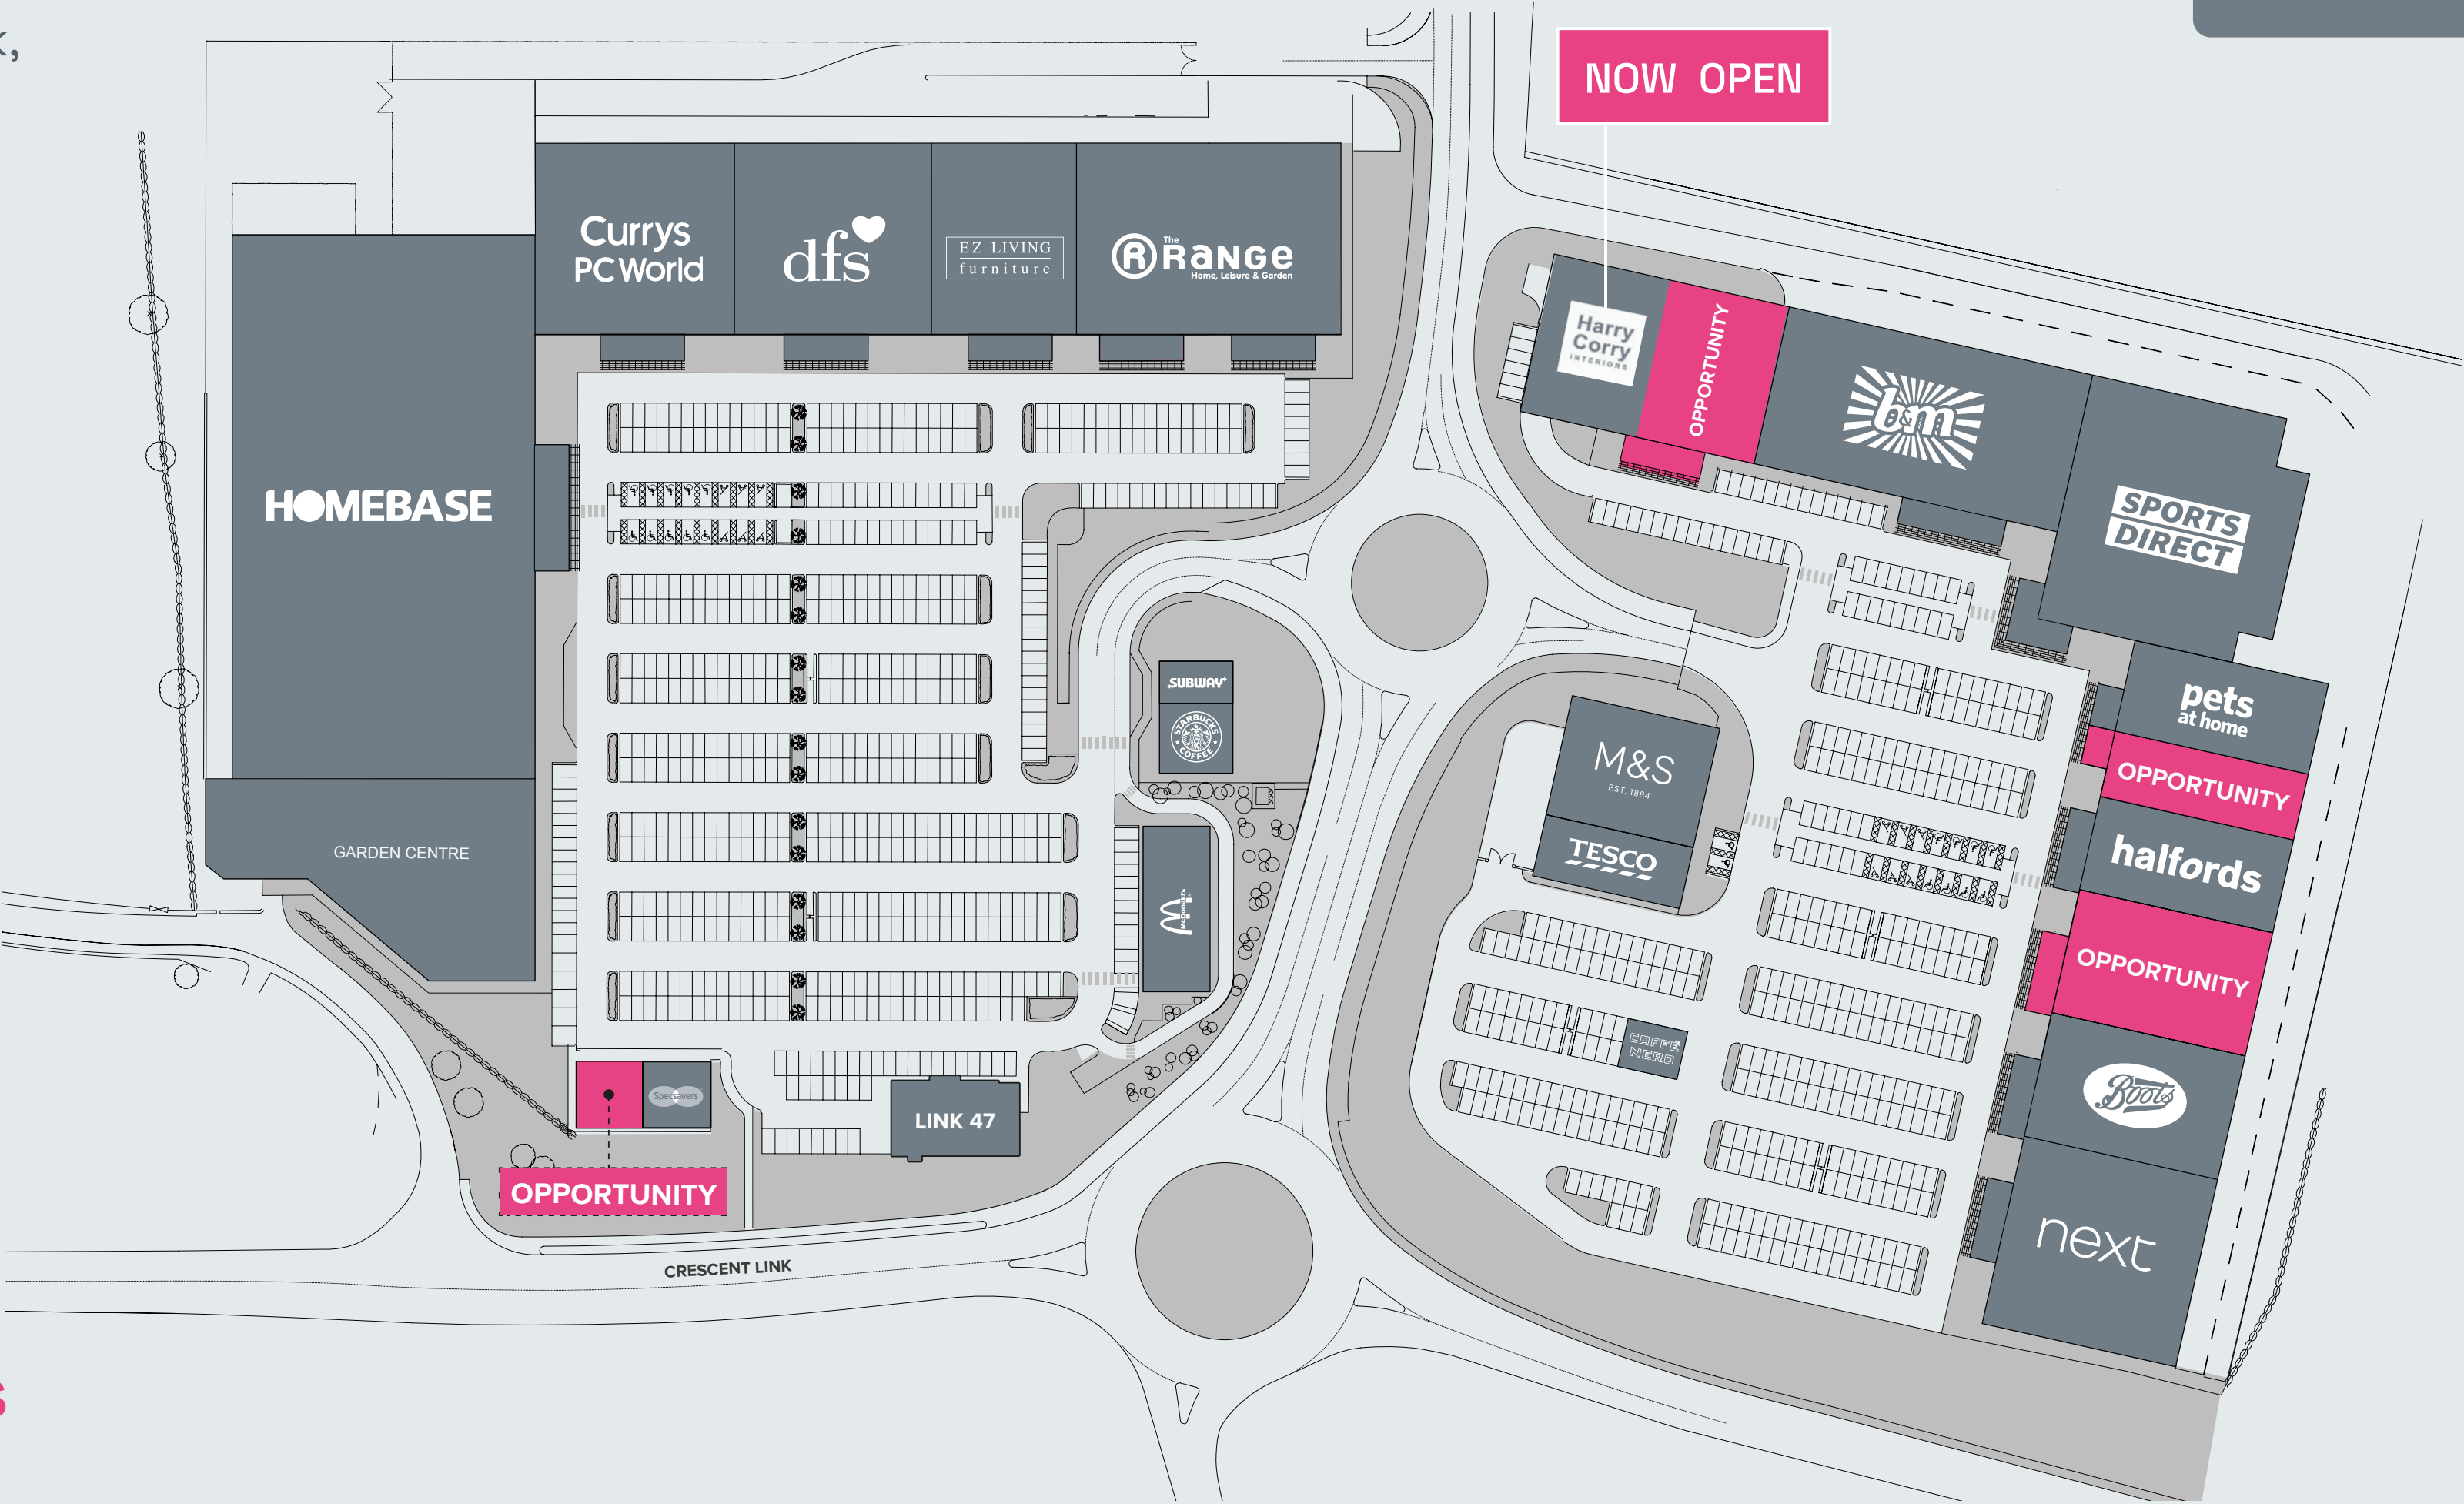 NOW OPEN
Currys
PC World
dfs
EZ LIVING
furniture
The
RANGE
Home, Leisure & Garden
Harry
Corry
INTERIORS
OPPORTUNITY
b&m
SPORTS
DIRECT
HOMEBASE
GARDEN CENTRE
SUBWAY
STARBUCKS
COFFEE
McDonald's
M&S
EST. 1884
TESCO
pets
at home
OPPORTUNITY
halfords
OPPORTUNITY
CAFFÈ
NERO
Boots
next
Specsavers
LINK 47
OPPORTUNITY
CRESCENT LINK